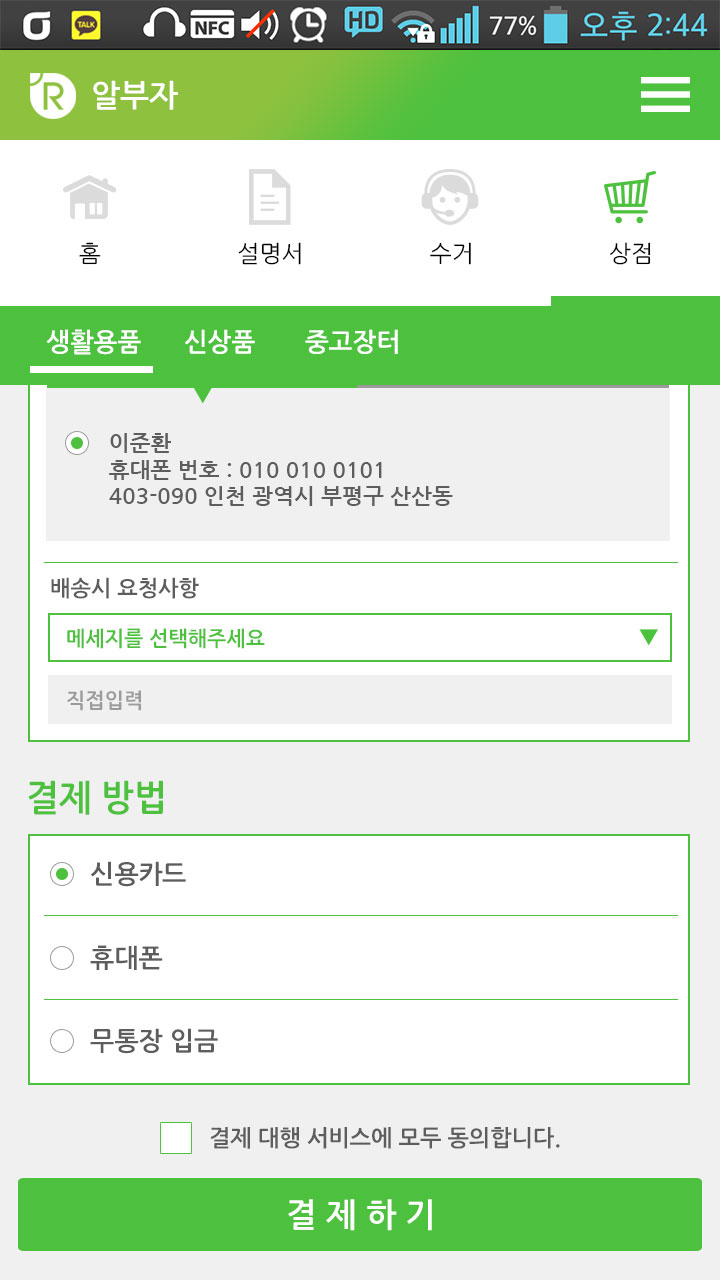 TALK NFC HD 77% 오후 2:44
R 알부자
홈 설명서 수거 상점
생활용품 신상품 중고장터
이준환
휴대폰 번호 : 010 010 0101
403-090 인천 광역시 부평구 산산동
배송시 요청사항
메세지를 선택해주세요
직접입력
결제 방법
신용카드
휴대폰
무통장 입금
결제 대행 서비스에 모두 동의합니다.
결 제 하 기